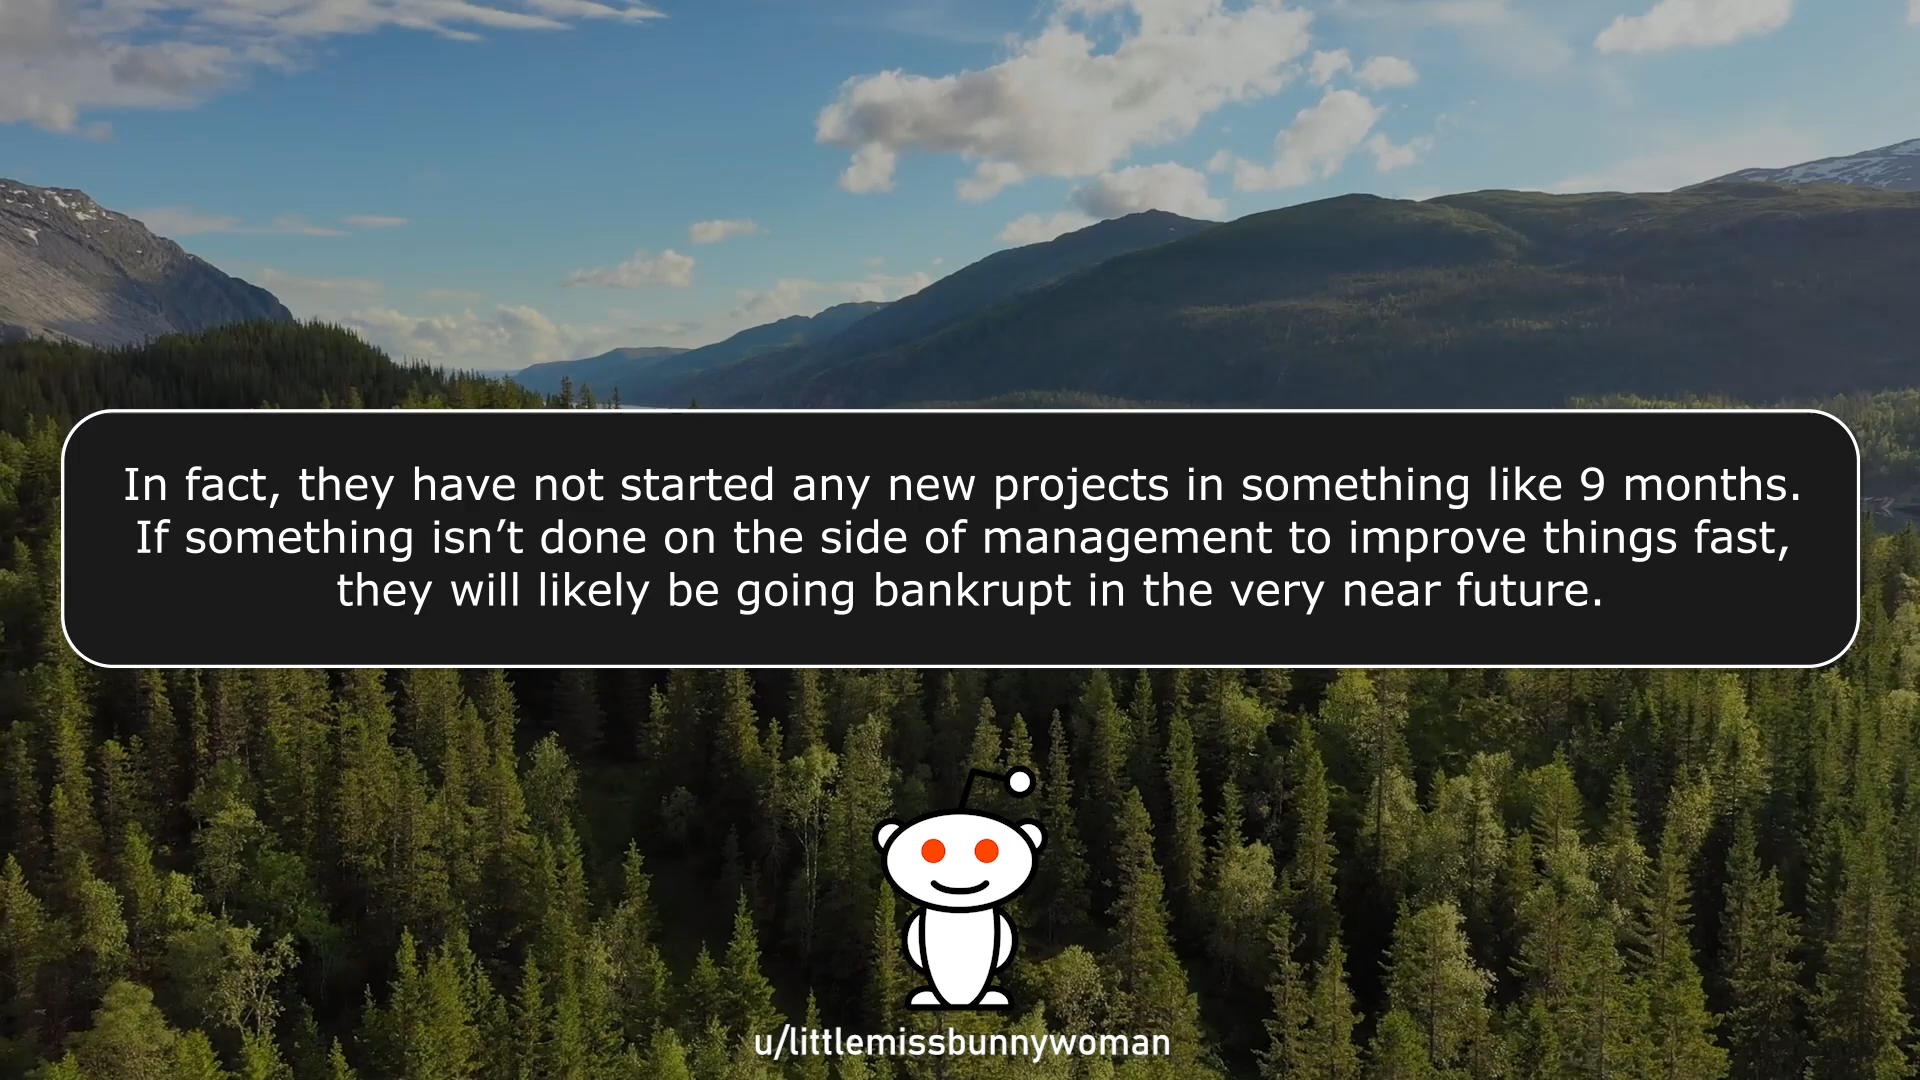 In fact, they have not started any new projects in something like 9 months.
If something isn’t done on the side of management to improve things fast,
they will likely be going bankrupt in the very near future.
u/littlemissbunnywoman